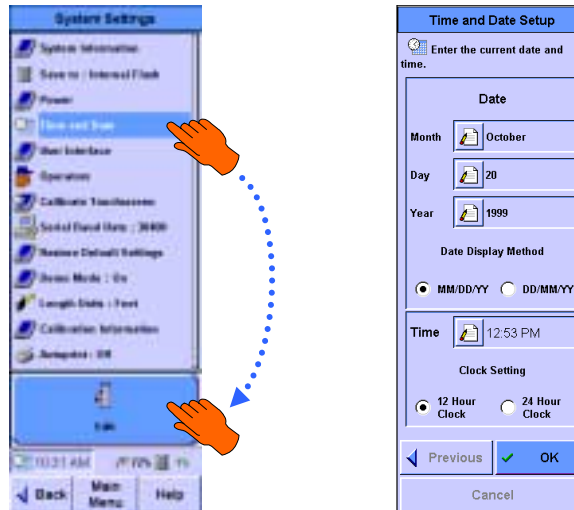 System Settings
System Information
Save to : Internal Flash
Power
Time and Date
User Interface
Operators
Calibrate Touchscreen
Serial Baud Rate : 38400
Restore Default Settings
Demo Mode : On
Length Units : Feet
Calibration Information
Autoprint : Off
Edit
10:31 AM
Back
Main
Menu
Help
Time and Date Setup
Enter the current date and
time.
Date
Month October
Day 20
Year 1999
Date Display Method
MM/DD/YY DD/MM/YY
Time 12:53 PM
Clock
Setting
12 Hour
Clock
24 Hour
Clock
Previous OK
Cancel